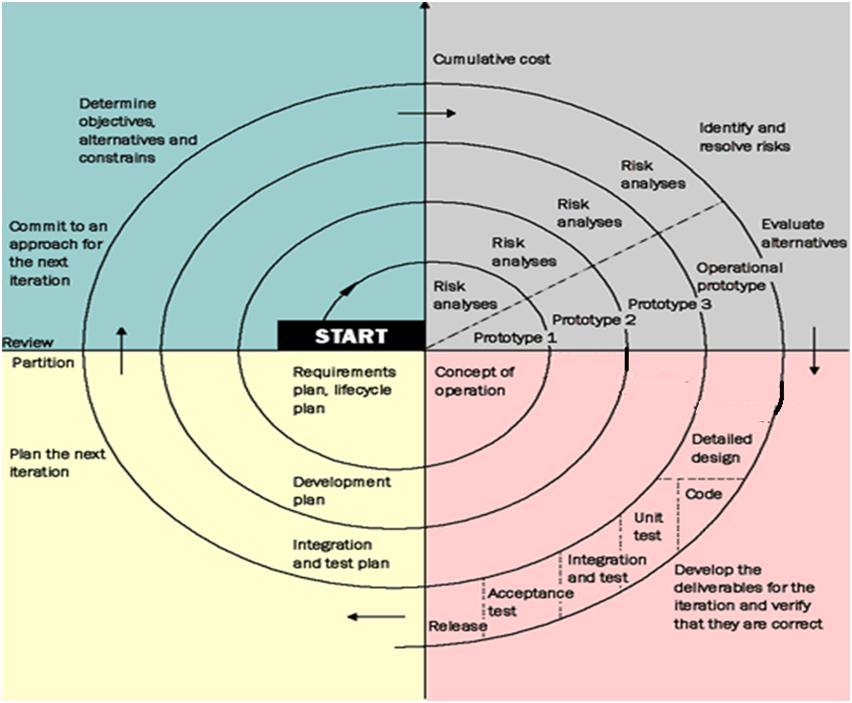 Cumulative cost
Determine
objectives,
alternatives and
constrains
Identify and
resolve risks
Risk
analyses
Risk
analyses
Risk
analyses
Risk
analyses
Commit to an
approach for
the next
iteration
Evaluate
alternatives
Operational
prototype
Prototype 3
Prototype 2
Prototype 1
START
Review
Partition
Requirements
plan, lifecycle
plan
Concept of
operation
Plan the next
iteration
Development
plan
Integration
and test plan
Detailed
design
Code
Unit
test
Integration
and test
Acceptance
test
Release
Develop the
deliverables for the
iteration and verify
that they are correct